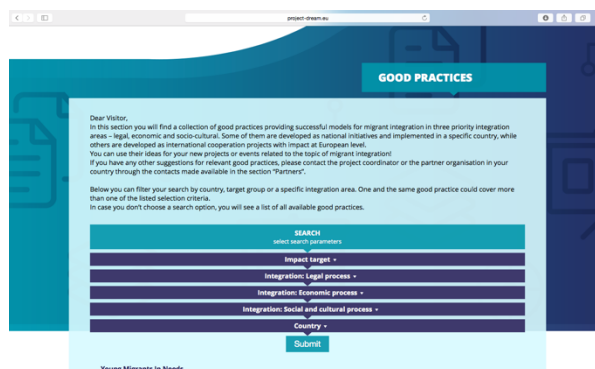 project-dream.eu
GOOD PRACTICES
Dear Visitor,
In this section you will find a collection of good practices providing successful models for migrant integration in three priority integration
areas – legal, economic and socio-cultural. Some of them are developed as national initiatives and implemented in a specific country, while
others are developed as international cooperation projects with impact at European level.
You can use their ideas for your new projects or events related to the topic of migrant integration!
If you have any other suggestions for relevant good practices, please contact the project coordinator or the partner organisation in your
country through the contacts made available in the section “Partners”.
Below you can filter your search by country, target group or a specific integration area. One and the same good practice could cover more
than one of the listed selection criteria.
In case you don’t choose a search option, you will see a list of all available good practices.
SEARCH
select search parameters
Impact target
Integration: Legal process
Integration: Economic process
Integration: Social and cultural process
Country
Submit
Young Migrants in Needs